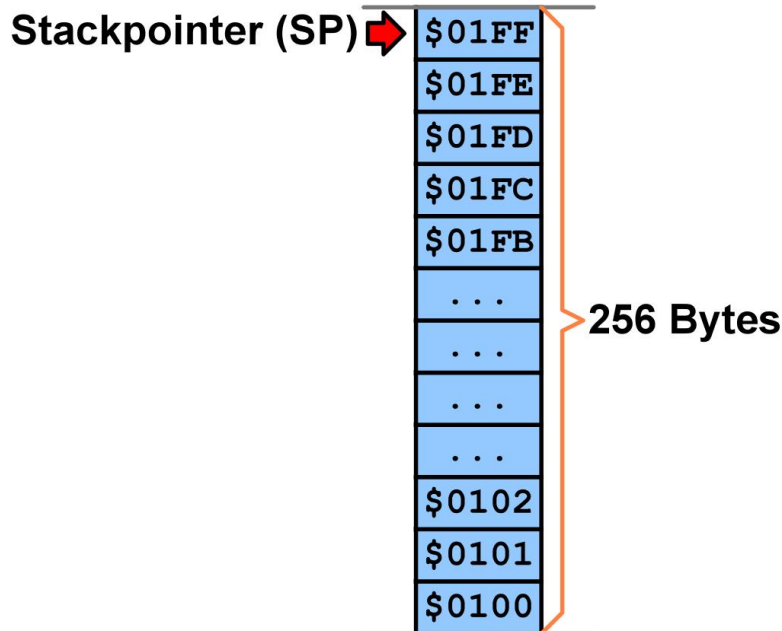 Stackpointer (SP) $01FF
$01FE
$01FD
$01FC
$01FB
...
... 256 Bytes
...
...
$0102
$0101
$0100